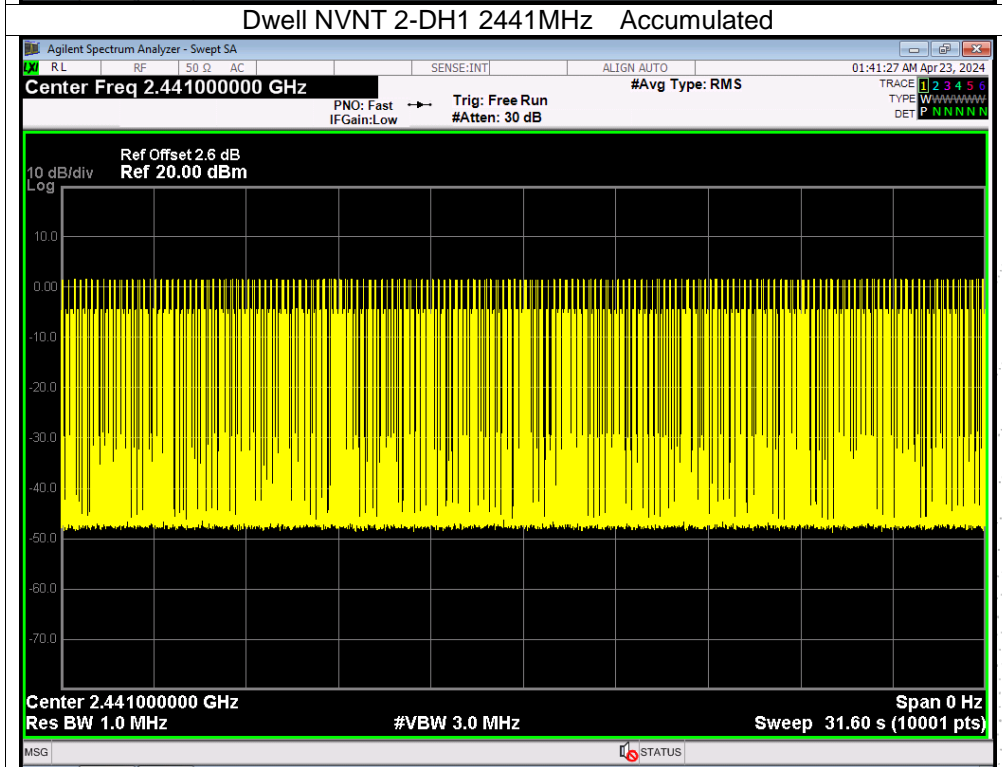 Dwell NVNT 2-DH1 2441MHz Accumulated
Agilent Spectrum Analyzer - Swept SA
LXI RL RF 50 Ω AC SENSE:INT ALIGN AUTO 01:41:27 AM Apr 23, 2024
Center Freq 2.441000000 GHz #Avg Type: RMS TRACE 1 2 3 4 5 6
PNO: Fast Trig: Free Run TYPE WWWWWW
IFGain:Low #Atten: 30 dB DET P N N N N N
Ref Offset 2.6 dB
10 dB/div Ref 20.00 dBm
Log
10.0
0.00
-10.0
-20.0
-30.0
-40.0
-50.0
-60.0
-70.0
Center 2.441000000 GHz Span 0 Hz
Res BW 1.0 MHz #VBW 3.0 MHz Sweep 31.60 s (10001 pts)
MSG STATUS